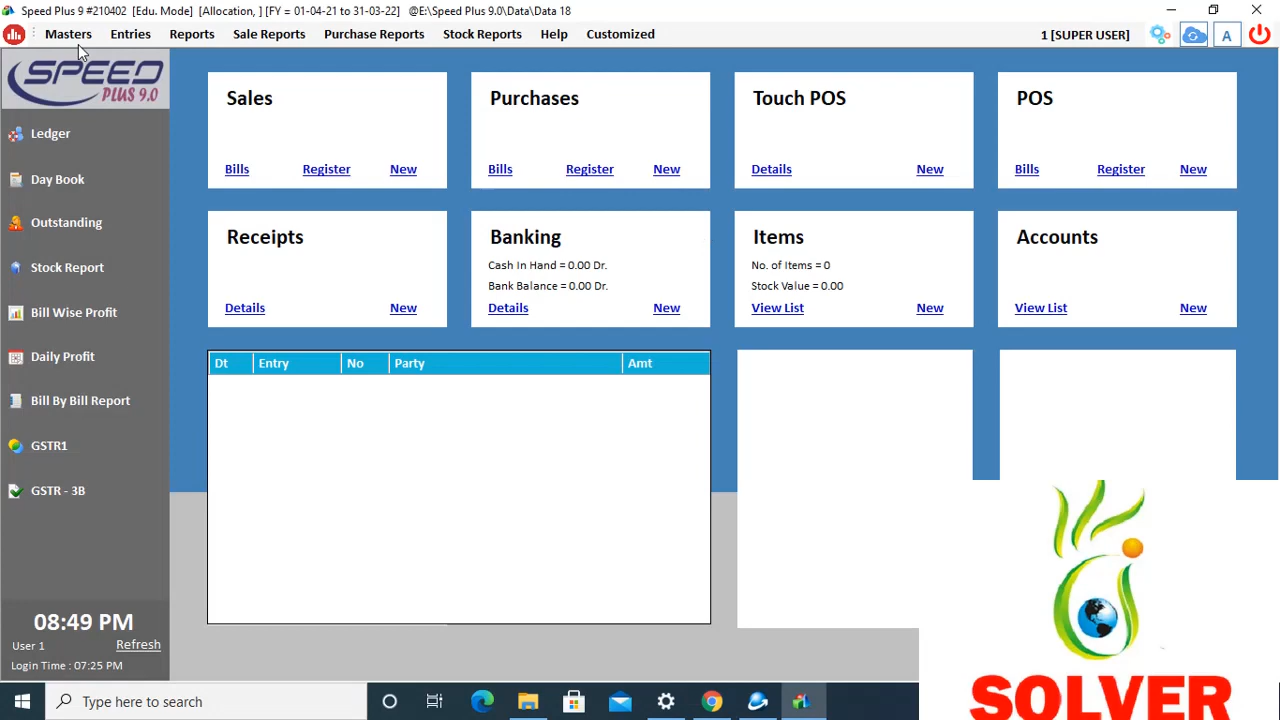 Speed Plus 9 #210402 [Edu. Mode] [Allocation, ] [FY = 01-04-21 to 31-03-22] @E:\Speed Plus 9.0\Data\Data 18
Masters Entries Reports Sale Reports Purchase Reports Stock Reports Help Customized 1 [SUPER USER] A
SPEED
PLUS 9.0
Ledger
Day Book
Outstanding
Stock Report
Bill Wise Profit
Daily Profit
Bill By Bill Report
GSTR1
GSTR - 3B
08:49 PM
User 1 Refresh
Login Time : 07:25 PM
Sales
Bills Register New
Purchases
Bills Register New
Touch POS
Details New
POS
Bills Register New
Receipts
Details New
Banking
Cash In Hand = 0.00 Dr.
Bank Balance = 0.00 Dr.
Details New
Items
No. of Items = 0
Stock Value = 0.00
View List New
Accounts
View List New
Dt Entry No Party Amt
SOLVER
Type here to search